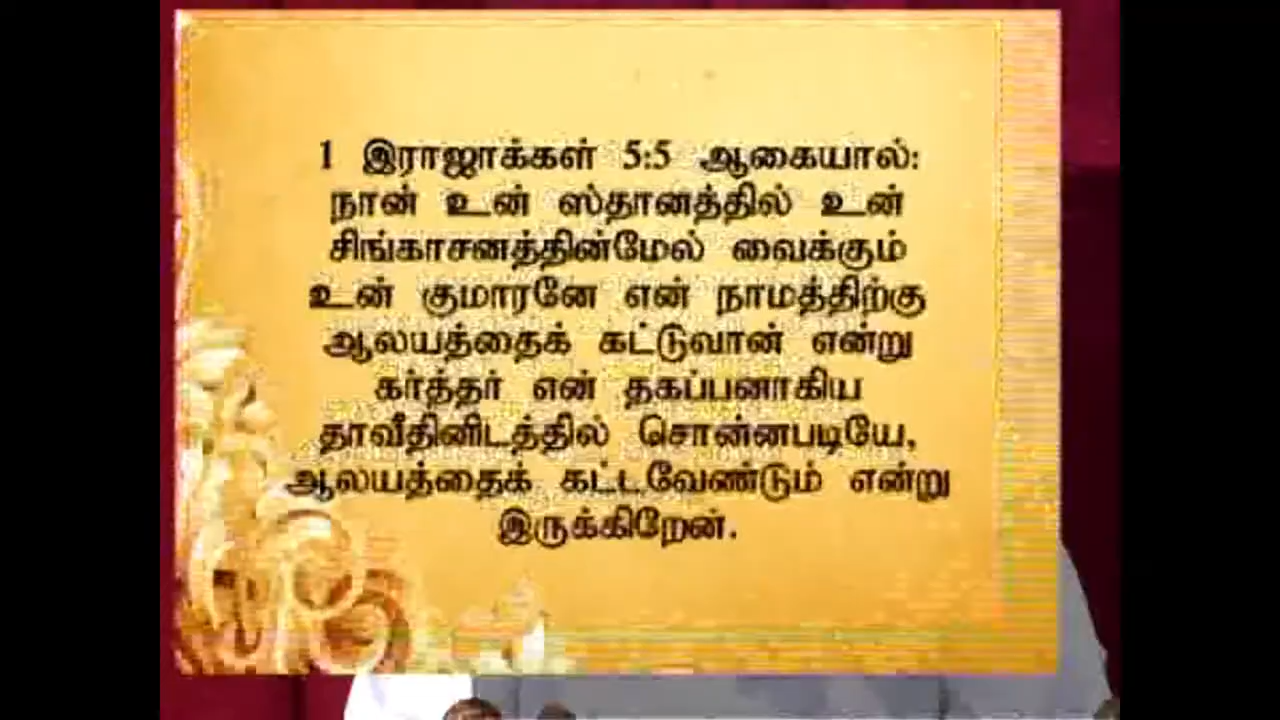 1 இராஜாக்கள் 5:5 ஆகையால்:
நான் உன் ஸ்தானத்தில் உன்
சிங்காசனத்தின்மேல் வைக்கும்
உன் குமாரனே என் நாமத்திற்கு
ஆலயத்தைக் கட்டுவான் என்று
கர்த்தர் என் தகப்பனாகிய
தாவீதினிடத்தில் சொன்னபடியே,
ஆலயத்தைக் கட்டவேண்டும் என்று
இருக்கிறேன்.